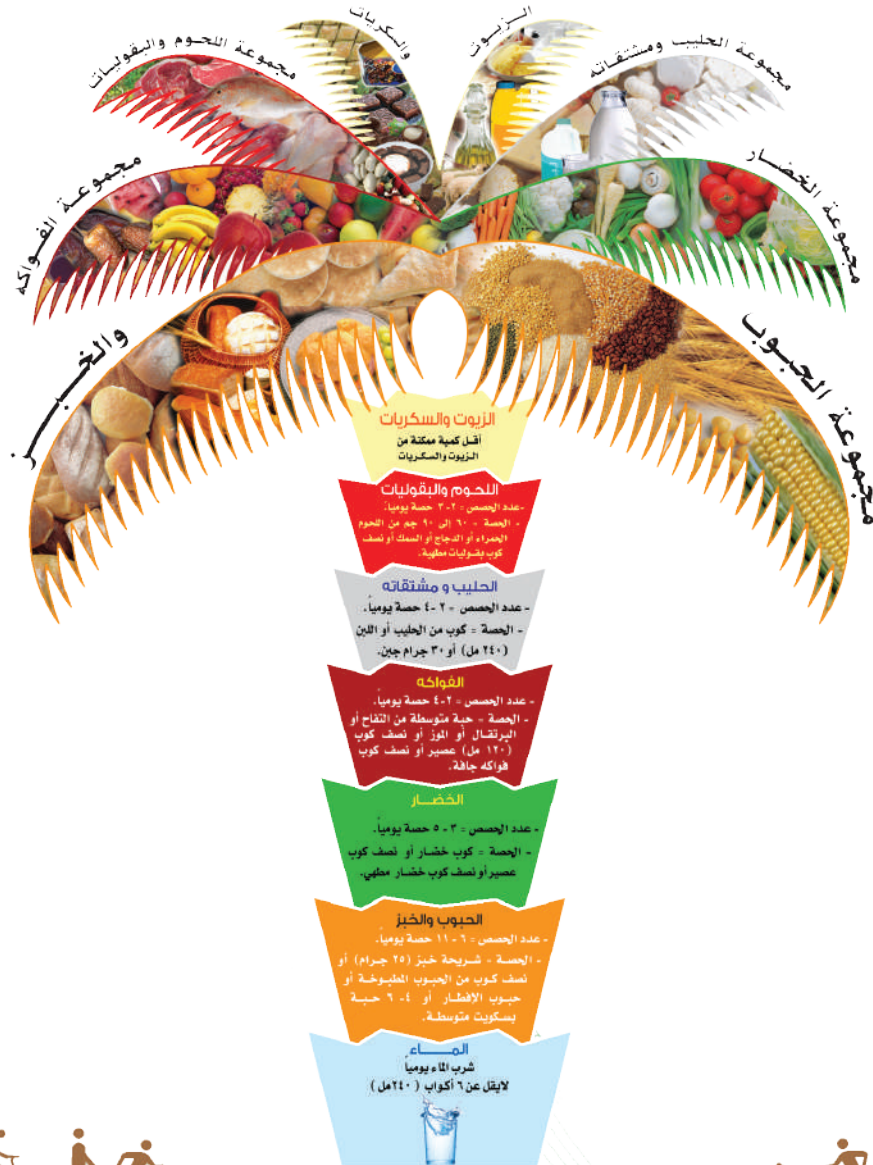 والسكريات
الزيوت
مجموعة اللحوم والبقوليات
مجموعة الحليب ومشتقاته
مجموعة الفواكه
مجموعة الخضار
مجموعة الحبوب
والخبز
الزيوت والسكريات
أقل كمية ممكنة من
الزيوت والسكريات
اللحوم والبقوليات
-عدد الحصص = ٢-٣ حصة يومياً.
- الحصة = ٦٠ إلى ٩٠ جم من اللحوم
الحمراء أو الدجاج أو السمك أو نصف
كوب بقوليات مطهية.
الحليب و مشتقاته
- عدد الحصص = ٢-٤ حصة يومياً.
- الحصة = كوب من الحليب أو اللبن
(٢٤٠ مل) أو ٣٠ جرام جبن.
الفواكه
- عدد الحصص = ٢-٤ حصة يومياً.
- الحصة = حبة متوسطة من التفاح أو
البرتقال أو الموز أو نصف كوب
(١٢٠ مل) عصير أو نصف كوب
فواكه جافة.
الخضـار
- عدد الحصص = ٣ - ٥ حصة يومياً.
- الحصة = كوب خضار أو نصف كوب
عصير أو نصف كوب خضار مطهي.
الحبوب والخبز
- عدد الحصص = ٦ - ١١ حصة يومياً.
- الحصة = شريحة خبز (٢٥ جرام) أو
نصف كوب من الحبوب المطبوخة أو
حبوب الإفطار أو ٤- ٦ حبة
بسكويت متوسطة.
المـــاء
شرب الماء يومياً
لايقل عن ٦ أكواب ( ٢٤٠مل )